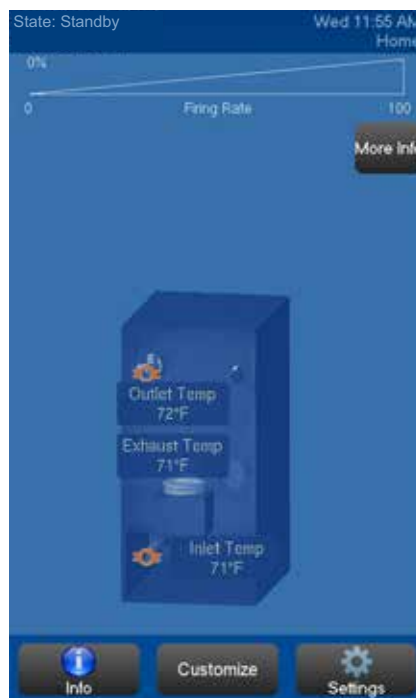 State: Standby
Wed 11:55 AM
Home
0%
0
Firing Rate
100
More Info
Outlet Temp
72°F
Exhaust Temp
71°F
Inlet Temp
71°F
Info
Customize
Settings